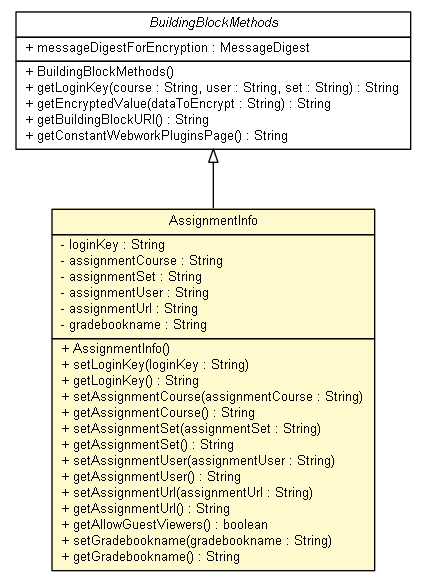 BuildingBlockMethods
+ messageDigestForEncryption : MessageDigest
+ BuildingBlockMethods()
+ getLoginKey(course : String, user : String, set : String) : String
+ getEncryptedValue(dataToEncrypt : String) : String
+ getBuildingBlockURI() : String
+ getConstantWebworkPluginsPage() : String
AssignmentInfo
- loginKey : String
- assignmentCourse : String
- assignmentSet : String
- assignmentUser : String
- assignmentUrl : String
- gradebookname : String
+ AssignmentInfo()
+ setLoginKey(loginKey : String)
+ getLoginKey() : String
+ setAssignmentCourse(assignmentCourse : String)
+ getAssignmentCourse() : String
+ setAssignmentSet(assignmentSet : String)
+ getAssignmentSet() : String
+ setAssignmentUser(assignmentUser : String)
+ getAssignmentUser() : String
+ setAssignmentUrl(assignmentUrl : String)
+ getAssignmentUrl() : String
+ getAllowGuestViewers() : boolean
+ setGradebookname(gradebookname : String)
+ getGradebookname() : String